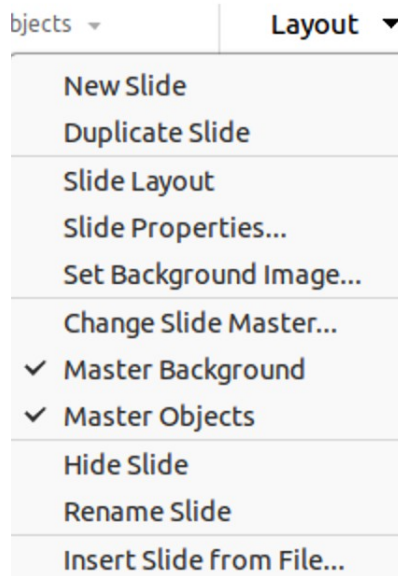 bjects Layout
New Slide
Duplicate Slide
Slide Layout
Slide Properties...
Set Background Image...
Change Slide Master...
Master Background
Master Objects
Hide Slide
Rename Slide
Insert Slide from File...